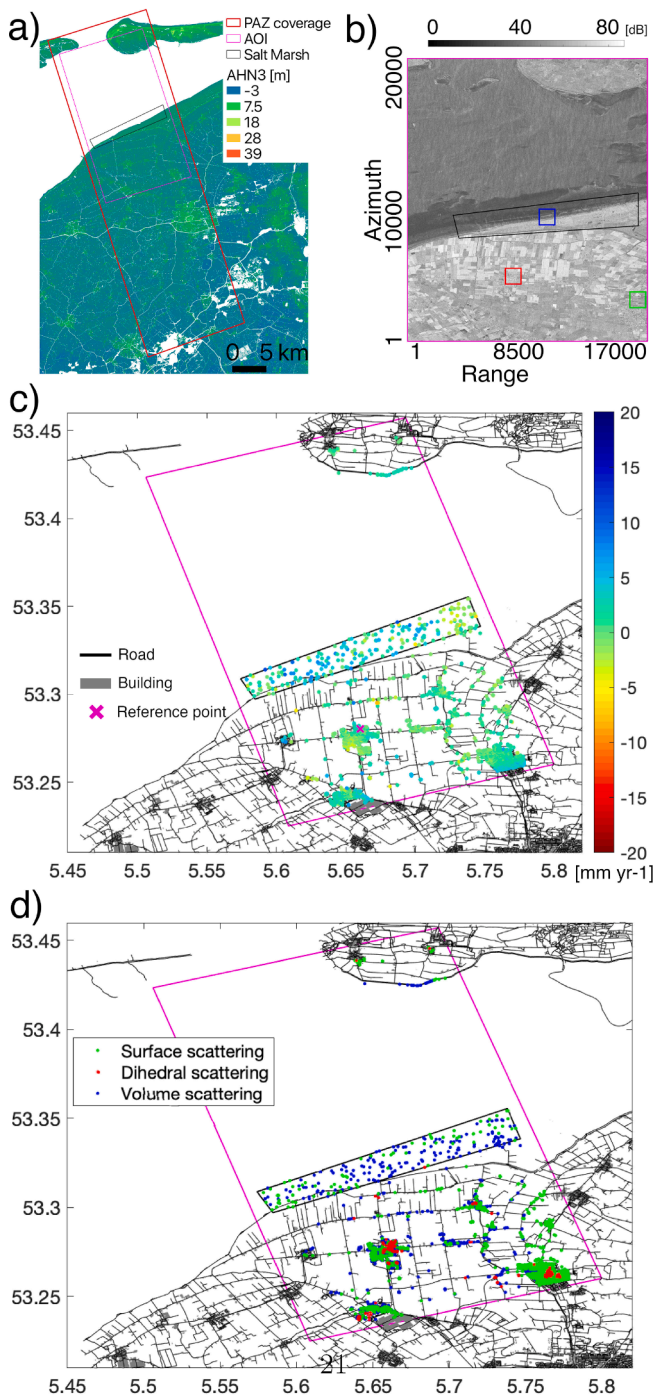 a)
PAZ coverage
AOI
Salt Marsh
AHN3 [m]
-3
7.5
18
28
39
0 5 km
b)
0 40 80 [dB]
Azimuth
20000
10000
1
1 8500 17000
Range
c)
53.45
53.4
53.35
53.3
53.25
Road
Building
Reference point
5.45 5.5 5.55 5.6 5.65 5.7 5.75 5.8
20
15
10
5
0
-5
-10
-15
-20
[mm yr-1]
d)
53.45
53.4
53.35
53.3
53.25
Surface scattering
Dihedral scattering
Volume scattering
21
5.45 5.5 5.55 5.6 5.65 5.7 5.75 5.8